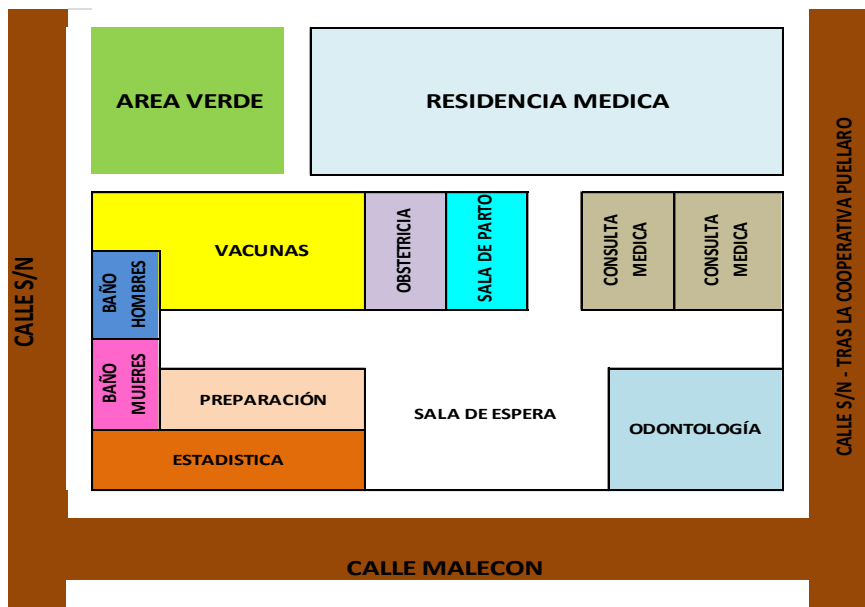 AREA VERDE
RESIDENCIA MEDICA
VACUNAS
OBSTETRICIA
SALA DE PARTO
CONSULTA
MEDICA
CONSULTA
MEDICA
BAÑO
HOMBRES
BAÑO
MUJERES
PREPARACIÓN
SALA DE ESPERA
ODONTOLOGÍA
ESTADISTICA
CALLE S/N
CALLE S/N - TRAS LA COOPERATIVA PUELLARO
CALLE MALECON